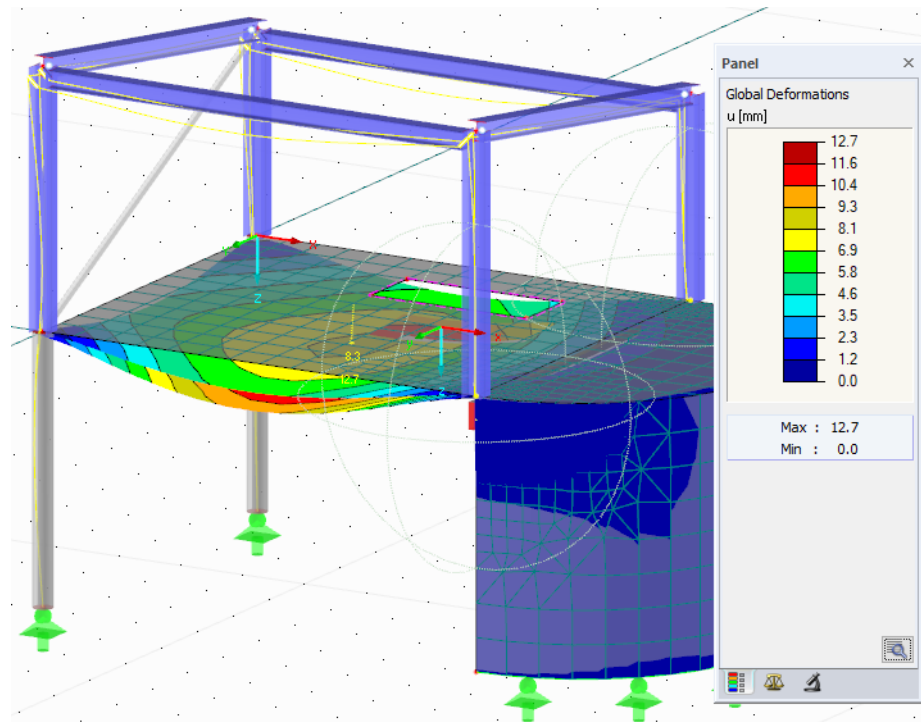 Panel
Global Deformations
u [mm]
12.7
11.6
10.4
9.3
8.1
6.9
5.8
4.6
3.5
2.3
1.2
0.0
Max : 12.7
Min : 0.0
X
Z
8.3
12.7
x
z